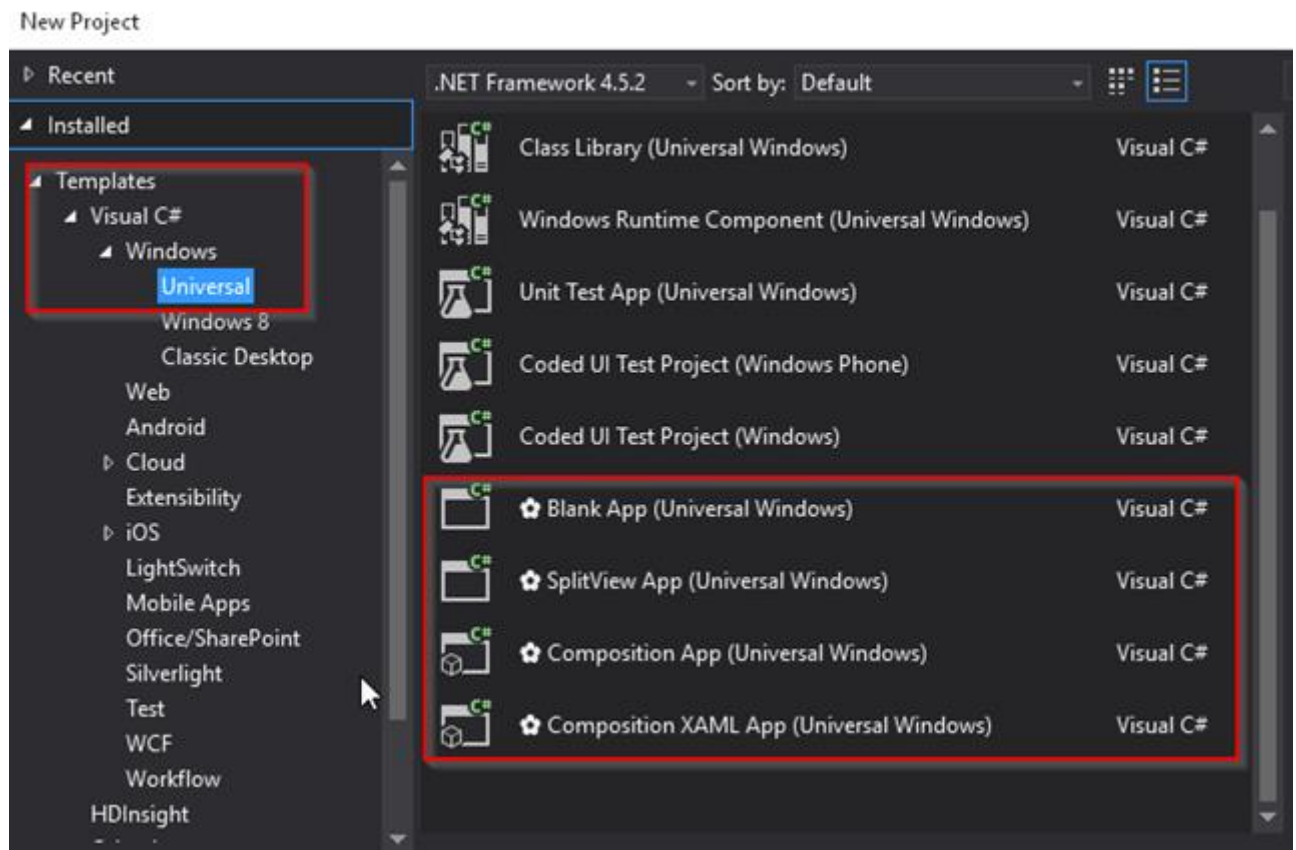 New Project
Recent
Installed
Templates
Visual C#
Windows
Universal
Windows 8
Classic Desktop
Web
Android
Cloud
Extensibility
iOS
LightSwitch
Mobile Apps
Office/SharePoint
Silverlight
Test
WCF
Workflow
HDInsight
.NET Framework 4.5.2 Sort by: Default
Class Library (Universal Windows) Visual C#
Windows Runtime Component (Universal Windows) Visual C#
Unit Test App (Universal Windows) Visual C#
Coded UI Test Project (Windows Phone) Visual C#
Coded UI Test Project (Windows) Visual C#
✿ Blank App (Universal Windows) Visual C#
✿ SplitView App (Universal Windows) Visual C#
✿ Composition App (Universal Windows) Visual C#
✿ Composition XAML App (Universal Windows) Visual C#